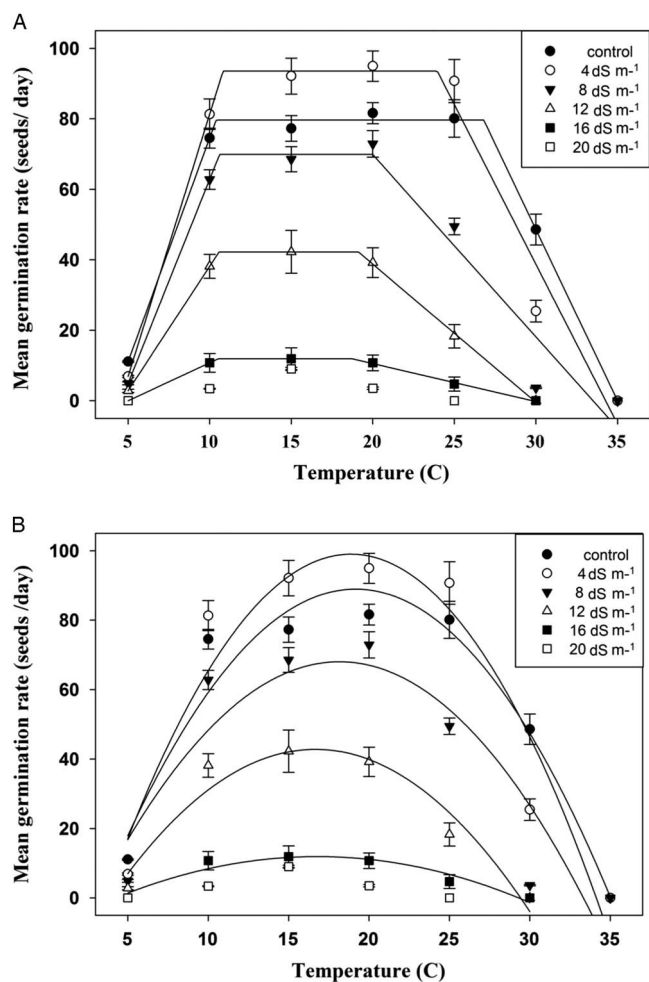 A
Mean germination rate (seeds/ day)
100
80
60
40
20
0
control
4 dS m-1
8 dS m-1
12 dS m-1
16 dS m-1
20 dS m-1
5 10 15 20 25 30 35
Temperature (C)
B
Mean germination rate (seeds /day)
100
80
60
40
20
0
control
4 dS m-1
8 dS m-1
12 dS m-1
16 dS m-1
20 dS m-1
5 10 15 20 25 30 35
Temperature (C)